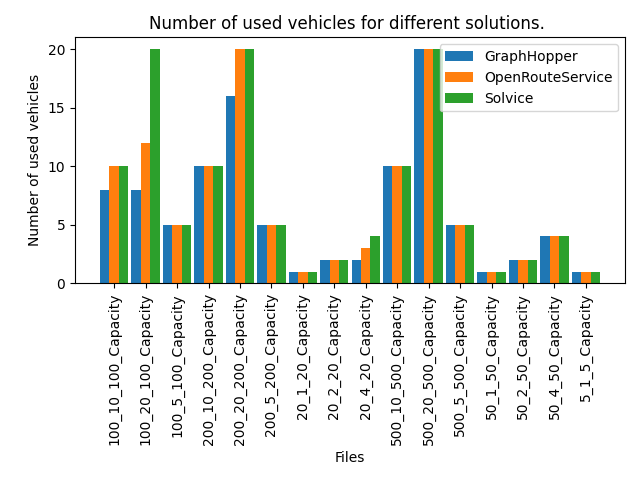 Number of used vehicles for different solutions.
GraphHopper
OpenRouteService
Solvice
Number of used vehicles
20
15
10
5
0
100_10_100_Capacity
100_20_100_Capacity
100_5_100_Capacity
200_10_200_Capacity
200_20_200_Capacity
200_5_200_Capacity
20_1_20_Capacity
20_2_20_Capacity
20_4_20_Capacity
500_10_500_Capacity
500_20_500_Capacity
500_5_500_Capacity
50_1_50_Capacity
50_2_50_Capacity
50_4_50_Capacity
5_1_5_Capacity
Files